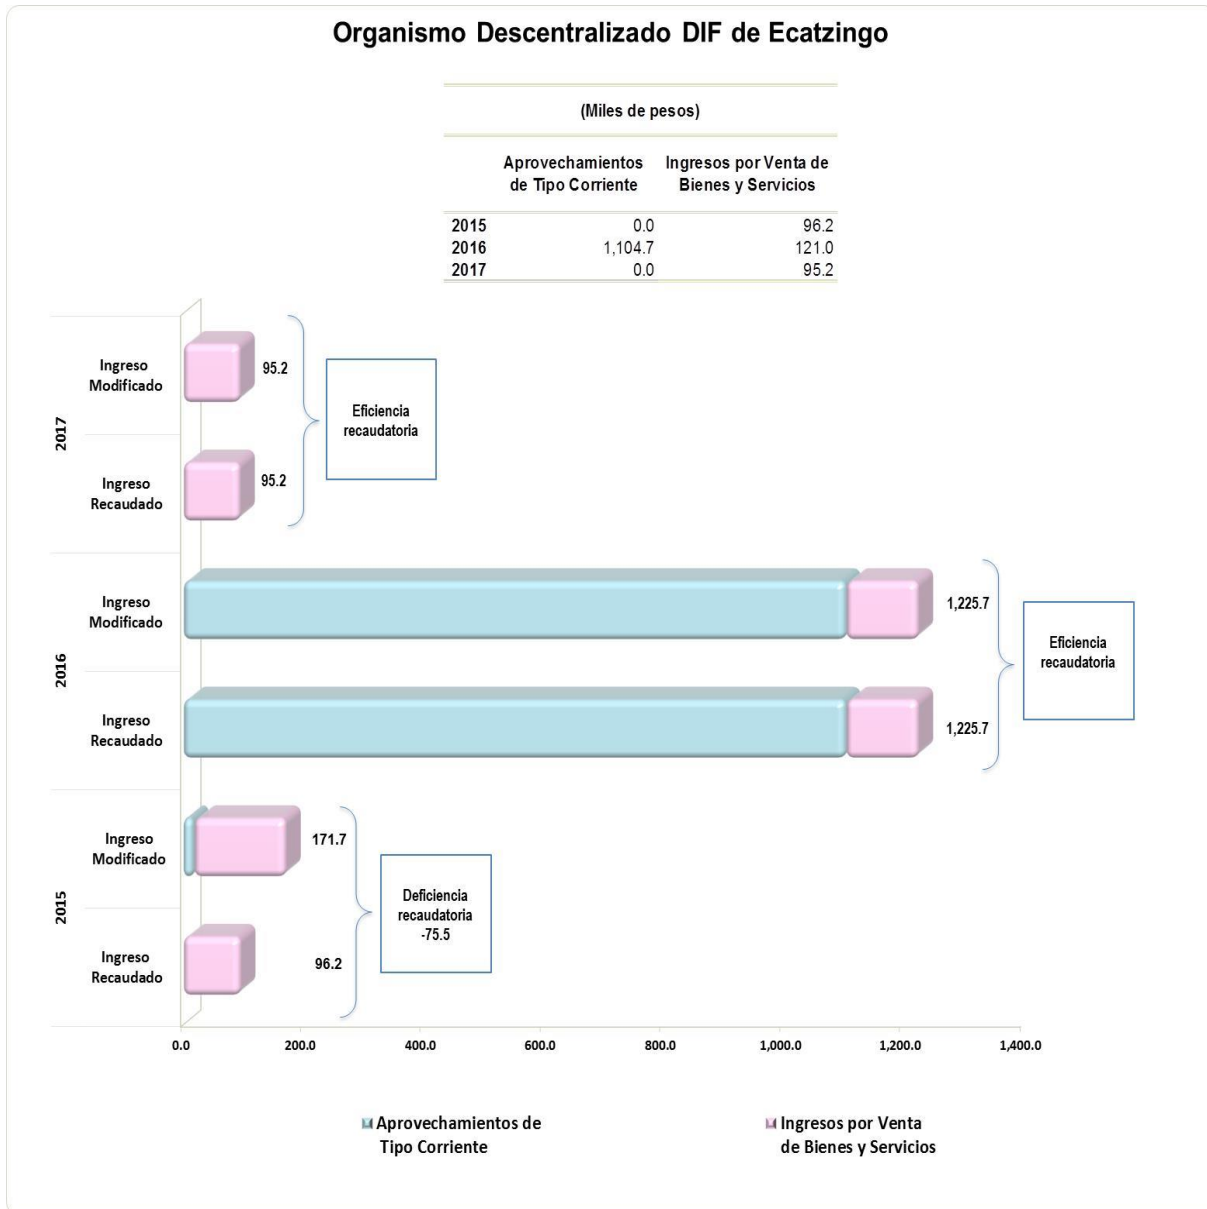 Organismo Descentralizado DIF de Ecatzingo
(Miles de pesos)
Aprovechamientos Ingresos por Venta de
de Tipo Corriente Bienes y Servicios
2015 0.0 96.2
2016 1,104.7 121.0
2017 0.0 95.2
2017
Ingreso
Modificado
95.2
Ingreso
Recaudado
95.2
Eficiencia
recaudatoria
2016
Ingreso
Modificado
1,225.7
Ingreso
Recaudado
1,225.7
Eficiencia
recaudatoria
2015
Ingreso
Modificado
171.7
Ingreso
Recaudado
96.2
Deficiencia
recaudatoria
-75.5
0.0 200.0 400.0 600.0 800.0 1,000.0 1,200.0 1,400.0
Aprovechamientos de
Tipo Corriente
Ingresos por Venta
de Bienes y Servicios